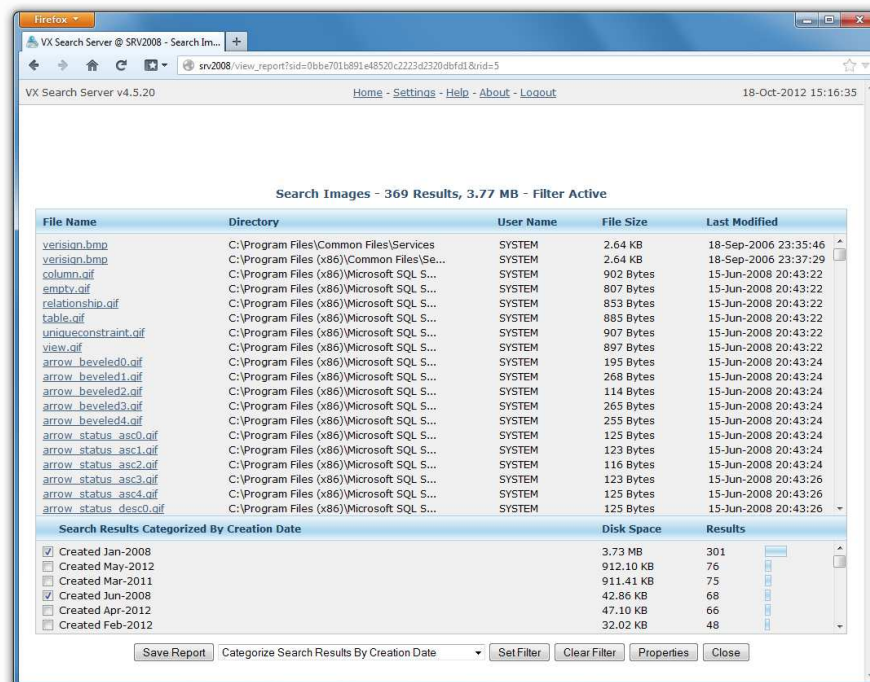 Firefox
VX Search Server @ SRV2008 - Search Im...
srv2008/view_report?sid=0bbe701b891e48520c2223d2320dbfd1&rid=5
VX Search Server v4.5.20 Home - Settings - Help - About - Logout 18-Oct-2012 15:16:35
Search Images - 369 Results, 3.77 MB - Filter Active
File Name Directory User Name File Size Last Modified
verisign.bmp C:\Program Files\Common Files\Services SYSTEM 2.64 KB 18-Sep-2006 23:35:46
verisign.bmp C:\Program Files (x86)\Common Files\Se... SYSTEM 2.64 KB 18-Sep-2006 23:37:29
column.gif C:\Program Files (x86)\Microsoft SQL S... SYSTEM 902 Bytes 15-Jun-2008 20:43:22
empty.gif C:\Program Files (x86)\Microsoft SQL S... SYSTEM 807 Bytes 15-Jun-2008 20:43:22
relationship.gif C:\Program Files (x86)\Microsoft SQL S... SYSTEM 853 Bytes 15-Jun-2008 20:43:22
table.gif C:\Program Files (x86)\Microsoft SQL S... SYSTEM 885 Bytes 15-Jun-2008 20:43:22
uniqueconstraint.gif C:\Program Files (x86)\Microsoft SQL S... SYSTEM 907 Bytes 15-Jun-2008 20:43:22
view.gif C:\Program Files (x86)\Microsoft SQL S... SYSTEM 897 Bytes 15-Jun-2008 20:43:22
arrow_beveled0.gif C:\Program Files (x86)\Microsoft SQL S... SYSTEM 195 Bytes 15-Jun-2008 20:43:24
arrow_beveled1.gif C:\Program Files (x86)\Microsoft SQL S... SYSTEM 268 Bytes 15-Jun-2008 20:43:24
arrow_beveled2.gif C:\Program Files (x86)\Microsoft SQL S... SYSTEM 114 Bytes 15-Jun-2008 20:43:24
arrow_beveled3.gif C:\Program Files (x86)\Microsoft SQL S... SYSTEM 265 Bytes 15-Jun-2008 20:43:24
arrow_beveled4.gif C:\Program Files (x86)\Microsoft SQL S... SYSTEM 255 Bytes 15-Jun-2008 20:43:24
arrow_status_asc0.gif C:\Program Files (x86)\Microsoft SQL S... SYSTEM 125 Bytes 15-Jun-2008 20:43:24
arrow_status_asc1.gif C:\Program Files (x86)\Microsoft SQL S... SYSTEM 123 Bytes 15-Jun-2008 20:43:24
arrow_status_asc2.gif C:\Program Files (x86)\Microsoft SQL S... SYSTEM 116 Bytes 15-Jun-2008 20:43:24
arrow_status_asc3.gif C:\Program Files (x86)\Microsoft SQL S... SYSTEM 123 Bytes 15-Jun-2008 20:43:26
arrow_status_asc4.gif C:\Program Files (x86)\Microsoft SQL S... SYSTEM 125 Bytes 15-Jun-2008 20:43:26
arrow_status_desc0.gif C:\Program Files (x86)\Microsoft SQL S... SYSTEM 125 Bytes 15-Jun-2008 20:43:26
Search Results Categorized By Creation Date Disk Space Results
Created Jan-2008 3.73 MB 301
Created May-2012 912.10 KB 76
Created Mar-2011 911.41 KB 75
Created Jun-2008 42.86 KB 68
Created Apr-2012 47.10 KB 66
Created Feb-2012 32.02 KB 48
Save Report Categorize Search Results By Creation Date Set Filter Clear Filter Properties Close